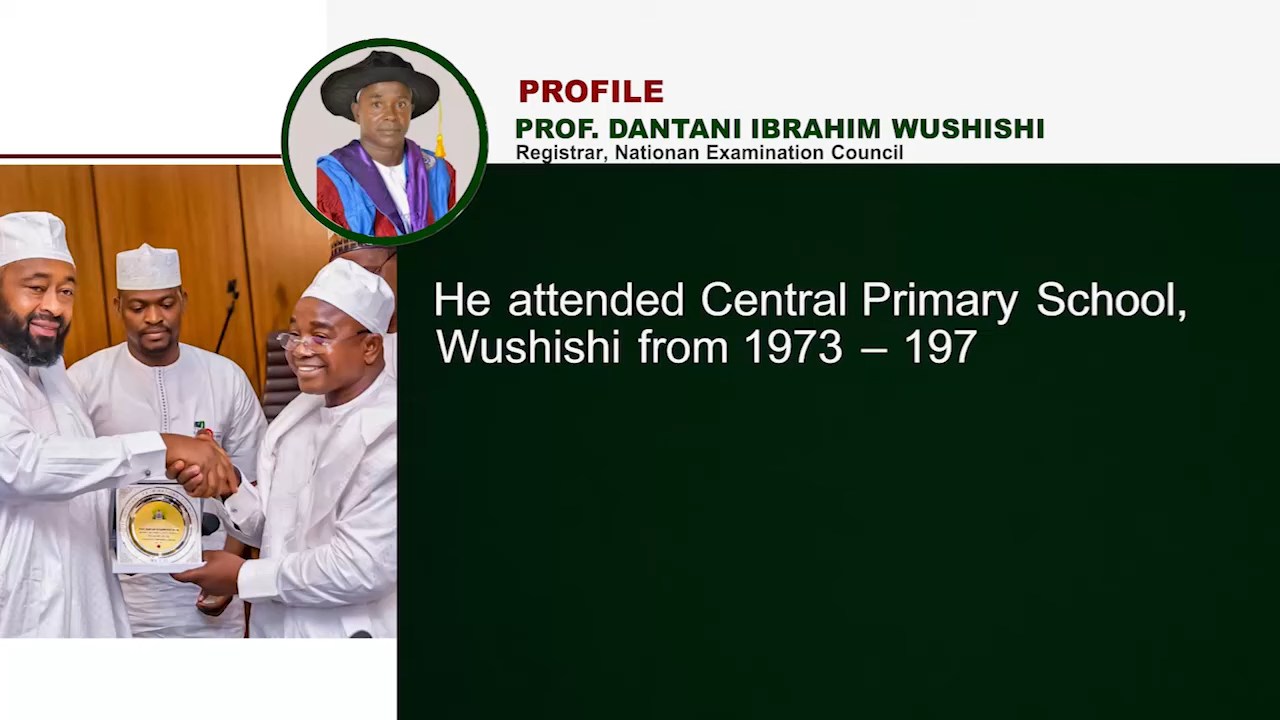 PROFILE
PROF. DANTANI IBRAHIM WUSHISHI
Registrar, Nationan Examination Council
He attended Central Primary School,
Wushishi from 1973 – 197